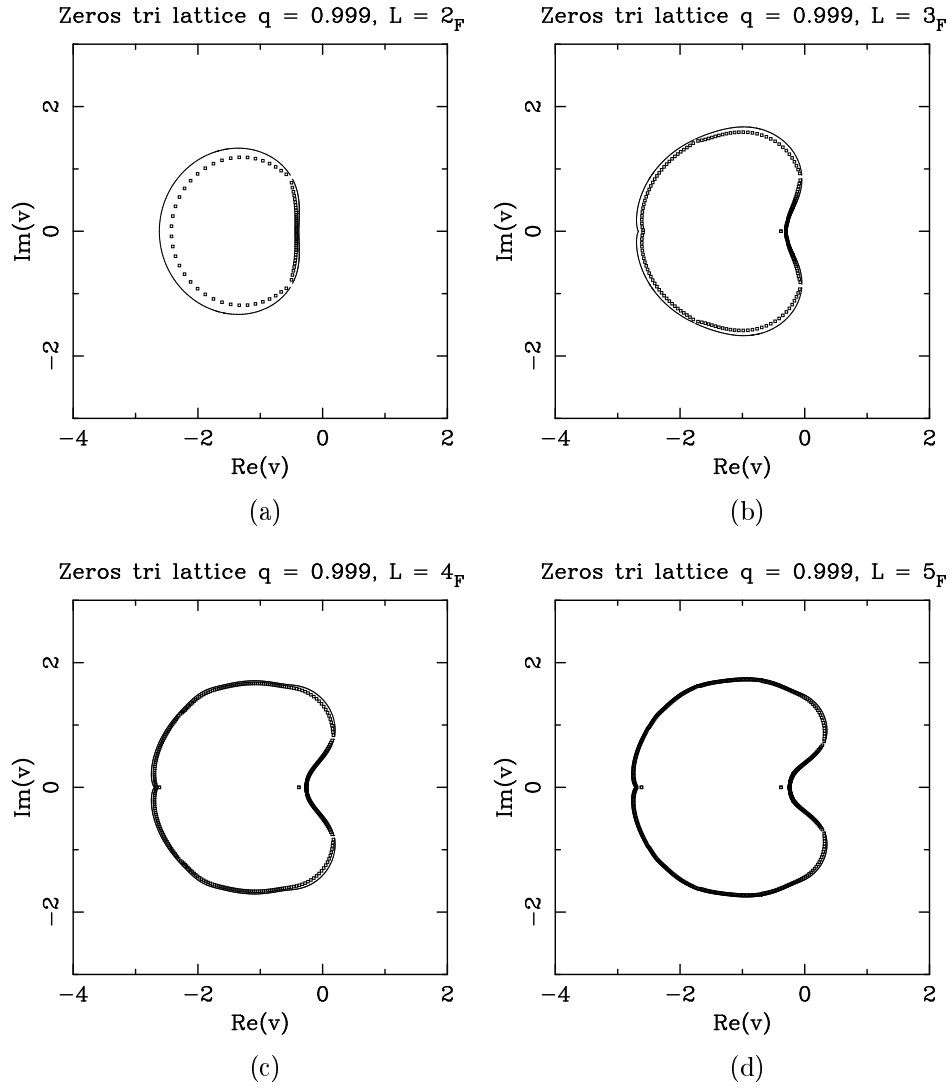 Zeros tri lattice q = 0.999, L = 2F
Im(v)
2
0
−2
−4 −2 0 2
Re(v)
(a)
Zeros tri lattice q = 0.999, L = 3F
Im(v)
2
0
−2
−4 −2 0 2
Re(v)
(b)
Zeros tri lattice q = 0.999, L = 4F
Im(v)
2
0
−2
−4 −2 0 2
Re(v)
(c)
Zeros tri lattice q = 0.999, L = 5F
Im(v)
2
0
−2
−4 −2 0 2
Re(v)
(d)